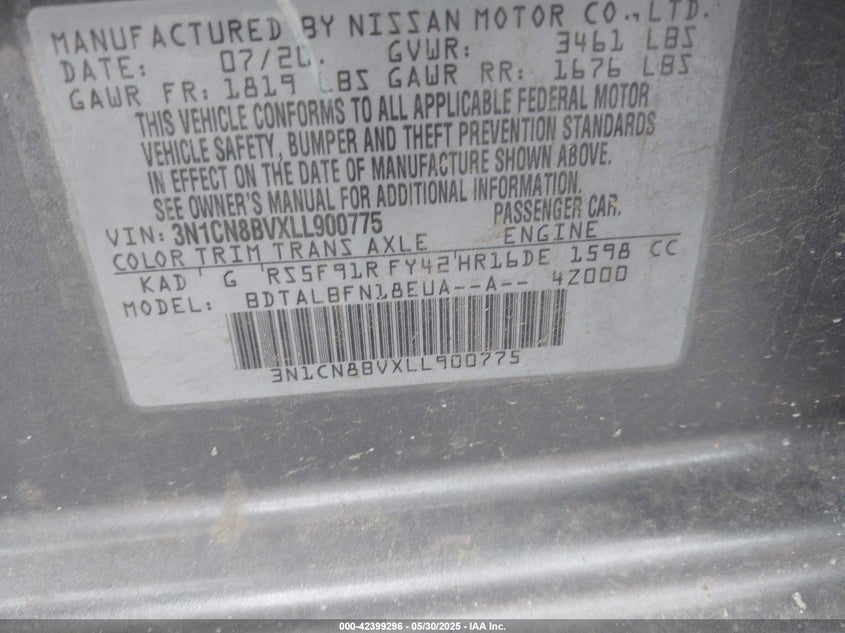 MANUFACTURED BY NISSAN MOTOR CO., LTD.
DATE: 07/20. GVWR: 3461 LBS
GAWR FR: 1819 LBS GAWR RR: 1676 LBS
THIS VEHICLE CONFORMS TO ALL APPLICABLE FEDERAL MOTOR
VEHICLE SAFETY, BUMPER AND THEFT PREVENTION STANDARDS
IN EFFECT ON THE DATE OF MANUFACTURE SHOWN ABOVE.
SEE OWNER'S MANUAL FOR ADDITIONAL INFORMATION.
VIN: 3N1CN8BVXLL900775 PASSENGER CAR.
COLOR TRIM TRANS AXLE ENGINE
KAD G RS5F91R FY42 HR16DE 1598 CC
MODEL: BDTALBFN18EUA--A-- 4Z000
3N1CN8BVXLL900775
000-42399296 - 05/30/2025 - IAA Inc.